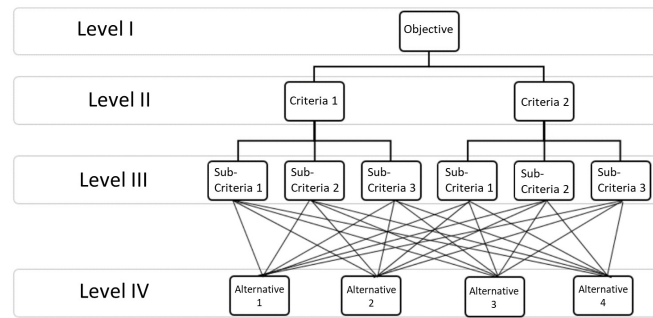 Level I
Objective
Level II
Criteria 1
Criteria 2
Level III
Sub-
Criteria 1
Sub-
Criteria 2
Sub-
Criteria 3
Sub-
Criteria 1
Sub-
Criteria 2
Sub-
Criteria 3
Level IV
Alternative
1
Alternative
2
Alternative
3
Alternative
4